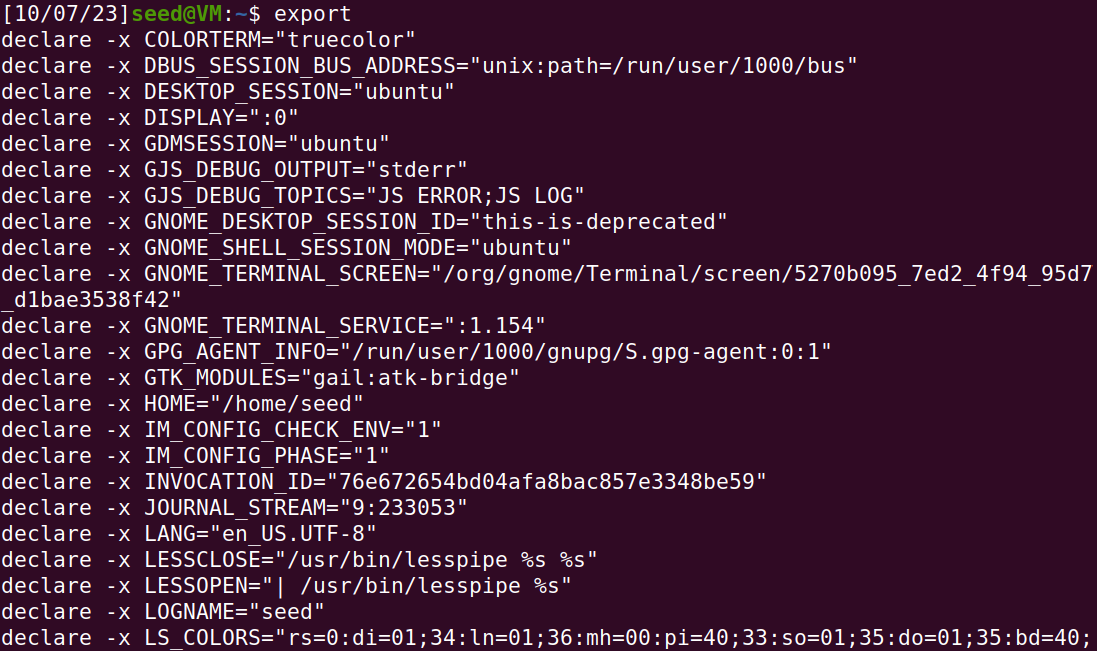 [10/07/23]seed@VM:~$ export
declare -x COLORTERM="truecolor"
declare -x DBUS_SESSION_BUS_ADDRESS="unix:path=/run/user/1000/bus"
declare -x DESKTOP_SESSION="ubuntu"
declare -x DISPLAY=":0"
declare -x GDMSESSION="ubuntu"
declare -x GJS_DEBUG_OUTPUT="stderr"
declare -x GJS_DEBUG_TOPICS="JS ERROR;JS LOG"
declare -x GNOME_DESKTOP_SESSION_ID="this-is-deprecated"
declare -x GNOME_SHELL_SESSION_MODE="ubuntu"
declare -x GNOME_TERMINAL_SCREEN="/org/gnome/Terminal/screen/5270b095_7ed2_4f94_95d7
_d1bae3538f42"
declare -x GNOME_TERMINAL_SERVICE=":1.154"
declare -x GPG_AGENT_INFO="/run/user/1000/gnupg/S.gpg-agent:0:1"
declare -x GTK_MODULES="gail:atk-bridge"
declare -x HOME="/home/seed"
declare -x IM_CONFIG_CHECK_ENV="1"
declare -x IM_CONFIG_PHASE="1"
declare -x INVOCATION_ID="76e672654bd04afa8bac857e3348be59"
declare -x JOURNAL_STREAM="9:233053"
declare -x LANG="en_US.UTF-8"
declare -x LESSCLOSE="/usr/bin/lesspipe %s %s"
declare -x LESSOPEN="| /usr/bin/lesspipe %s"
declare -x LOGNAME="seed"
declare -x LS_COLORS="rs=0:di=01;34:ln=01;36:mh=00:pi=40;33:so=01;35:do=01;35:bd=40;